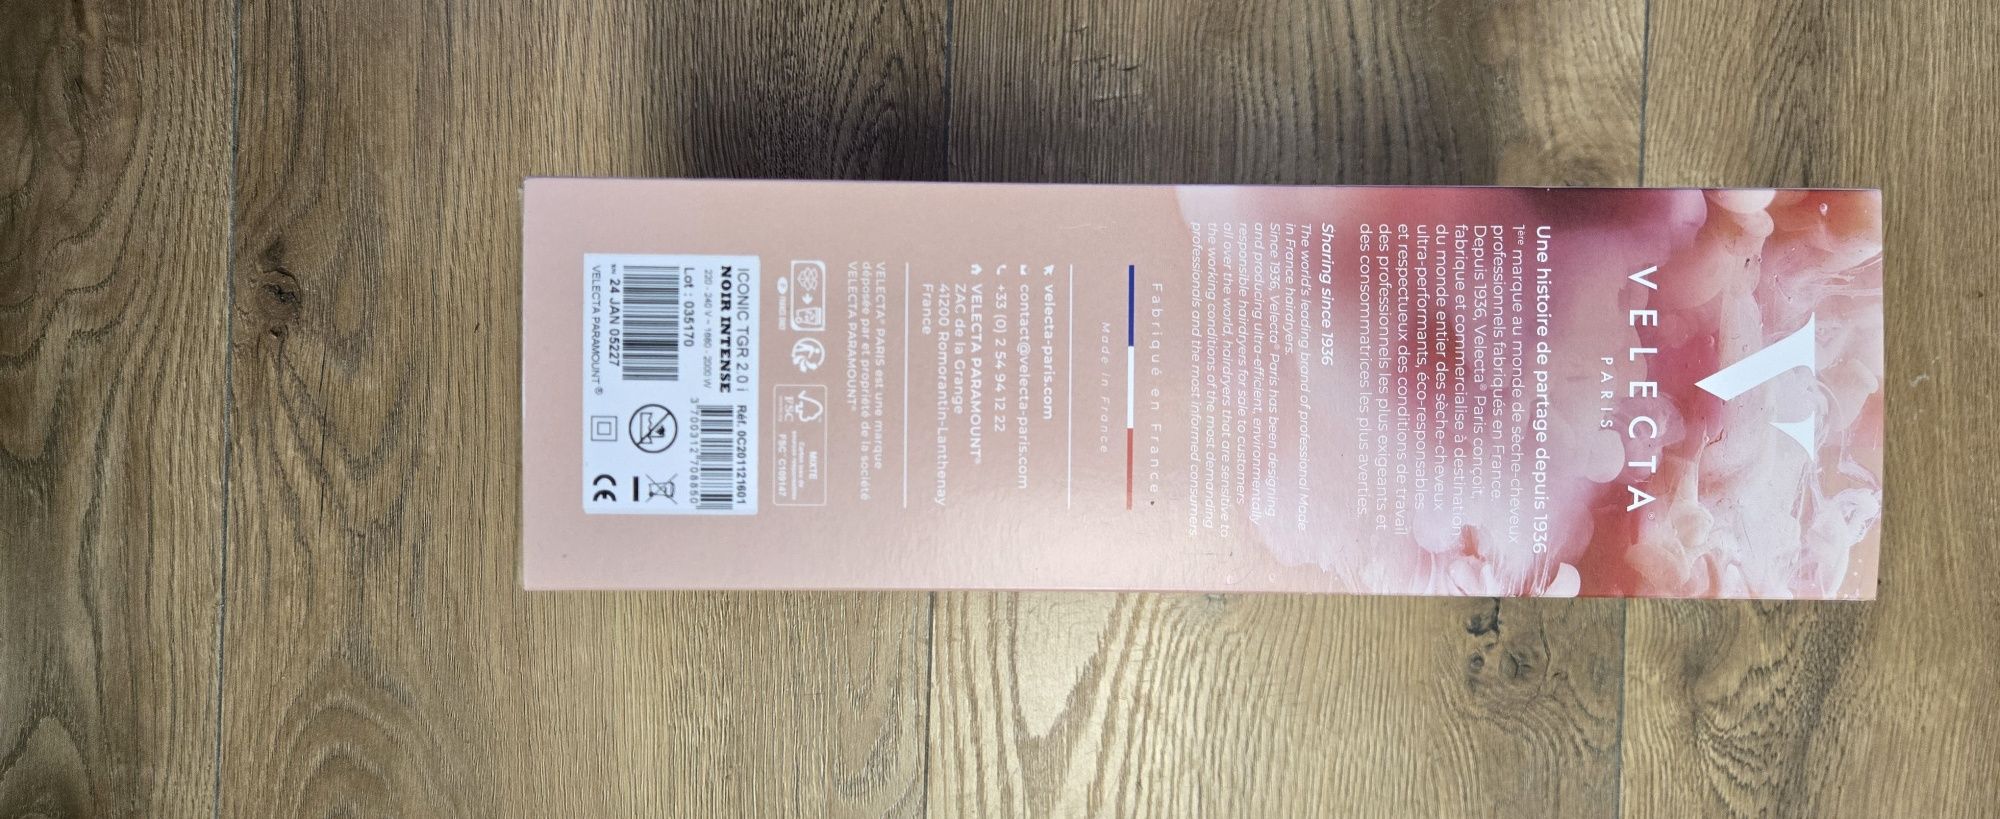 VELECTA®
PARIS
Une histoire de partage depuis 1936
1ère marque au monde de sèche-cheveux
professionnels fabriqués en France.
Depuis 1936, Velecta® Paris conçoit,
fabrique et commercialise à destination
du monde entier des sèche-cheveux
ultra-performants, éco-responsables
et respectueux des conditions de travail
des professionnels les plus exigeants et
des consommatrices les plus averties.
Sharing since 1936
The world's leading brand of professional Made
in France hairdryers.
Since 1936, Velecta® Paris has been designing
and producing ultra-efficient, environmentally
responsible hairdryers for sale to customers
all over the world, hairdryers that are sensitive to
the working conditions of the most demanding
professionals and the most informed consumers.
Fabriqué en France
Made in France
velecta-paris.com
contact@velecta-paris.com
+33 (0) 2 54 94 12 22
VELECTA PARAMOUNT®
ZAC de la Grange
41200 Romorantin-Lanthenay
France
VELECTA® PARIS est une marque
déposée par et propriété de la société
VELECTA PARAMOUNT®
FSC
MIXTE
FSC C109147
ICONIC TGR 2.0 i Réf. 0C201121601
NOIR INTENSE
220 - 240 V ~ 1660 - 2000 W
3 700312 708850
Lot : 035170
S/N 24 JAN 05227
VELECTA PARAMOUNT ®
CE